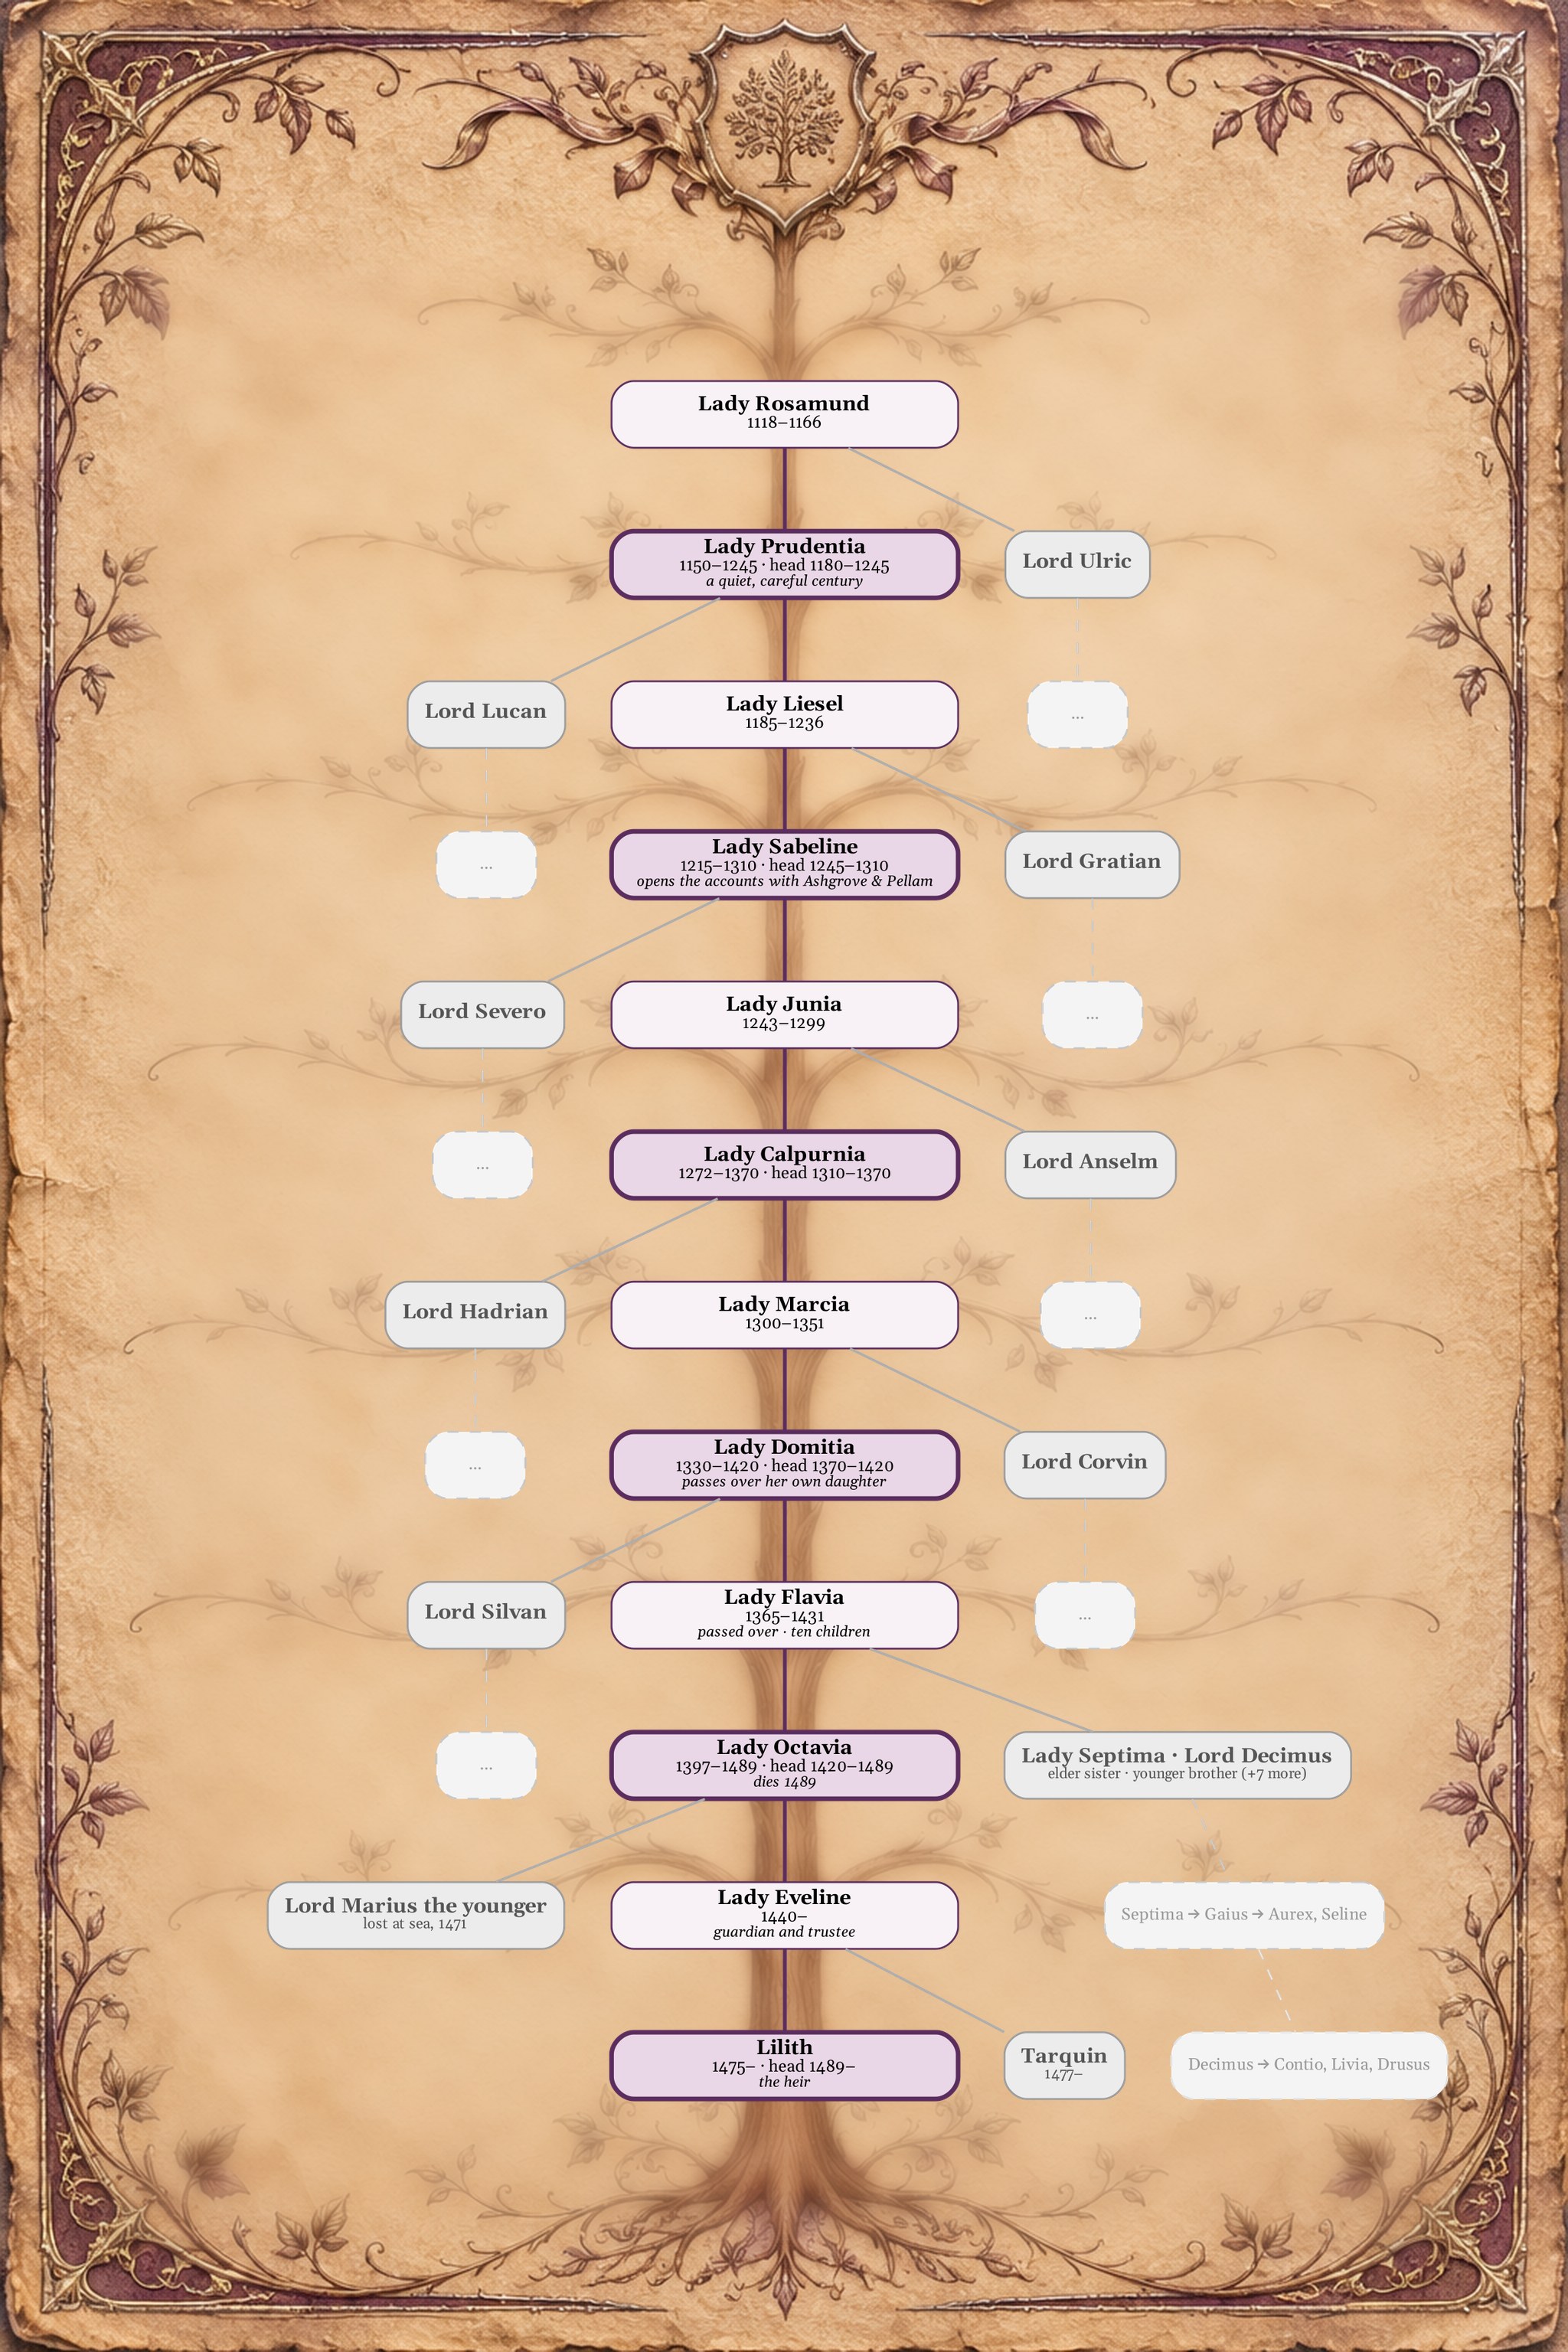 Lady Rosamund
1118–1166
Lady Prudentia
1150–1245 · head 1180–1245
a quiet, careful century
Lord Ulric
Lord Lucan
Lady Liesel
1185–1236
...
...
Lady Sabeline
1215–1310 · head 1245–1310
opens the accounts with Ashgrove & Pellam
Lord Gratian
Lord Severo
Lady Junia
1243–1299
...
...
Lady Calpurnia
1272–1370 · head 1310–1370
Lord Anselm
Lord Hadrian
Lady Marcia
1300–1351
...
...
Lady Domitia
1330–1420 · head 1370–1420
passes over her own daughter
Lord Corvin
Lord Silvan
Lady Flavia
1365–1431
passed over · ten children
...
...
Lady Octavia
1397–1489 · head 1420–1489
dies 1489
Lady Septima · Lord Decimus
elder sister · younger brother (+7 more)
Lord Marius the younger
lost at sea, 1471
Lady Eveline
1440–
guardian and trustee
Septima → Gaius → Aurex, Seline
Lilith
1475– · head 1489–
the heir
Tarquin
1477–
Decimus → Contio, Livia, Drusus